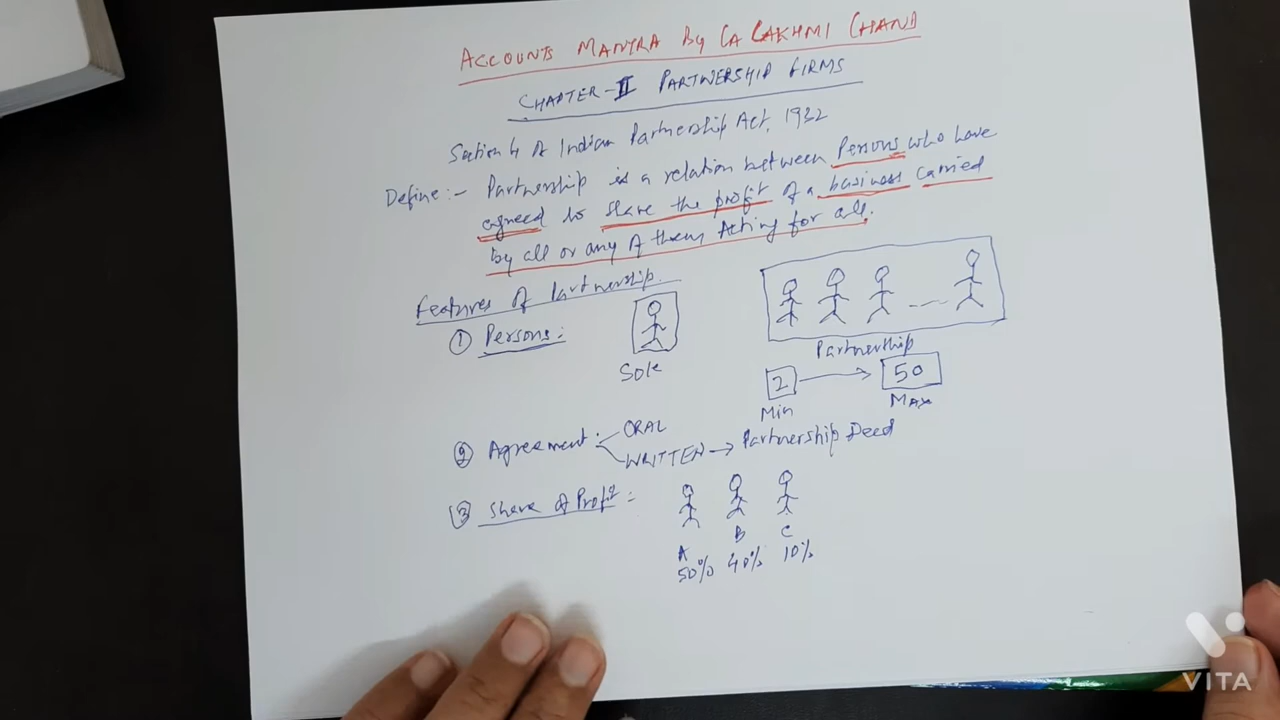 ACCOUNTS MANTRA By CA LAKHMI CHAND
CHAPTER-II PARTNERSHIP FIRMS
Section 4 of Indian Partnership Act, 1932
Define:- Partnership is a relation between Persons who have
agreed to share the profit of a business carried
by all or any of them Acting for all.
Features of Partnership.
① Persons:
Sole
Partnership
2 → 50
Min Max
② Agreement: ORAL
WRITTEN → Partnership Deed
③ Share of Profit:
A B C
50% 40% 10%
VITA